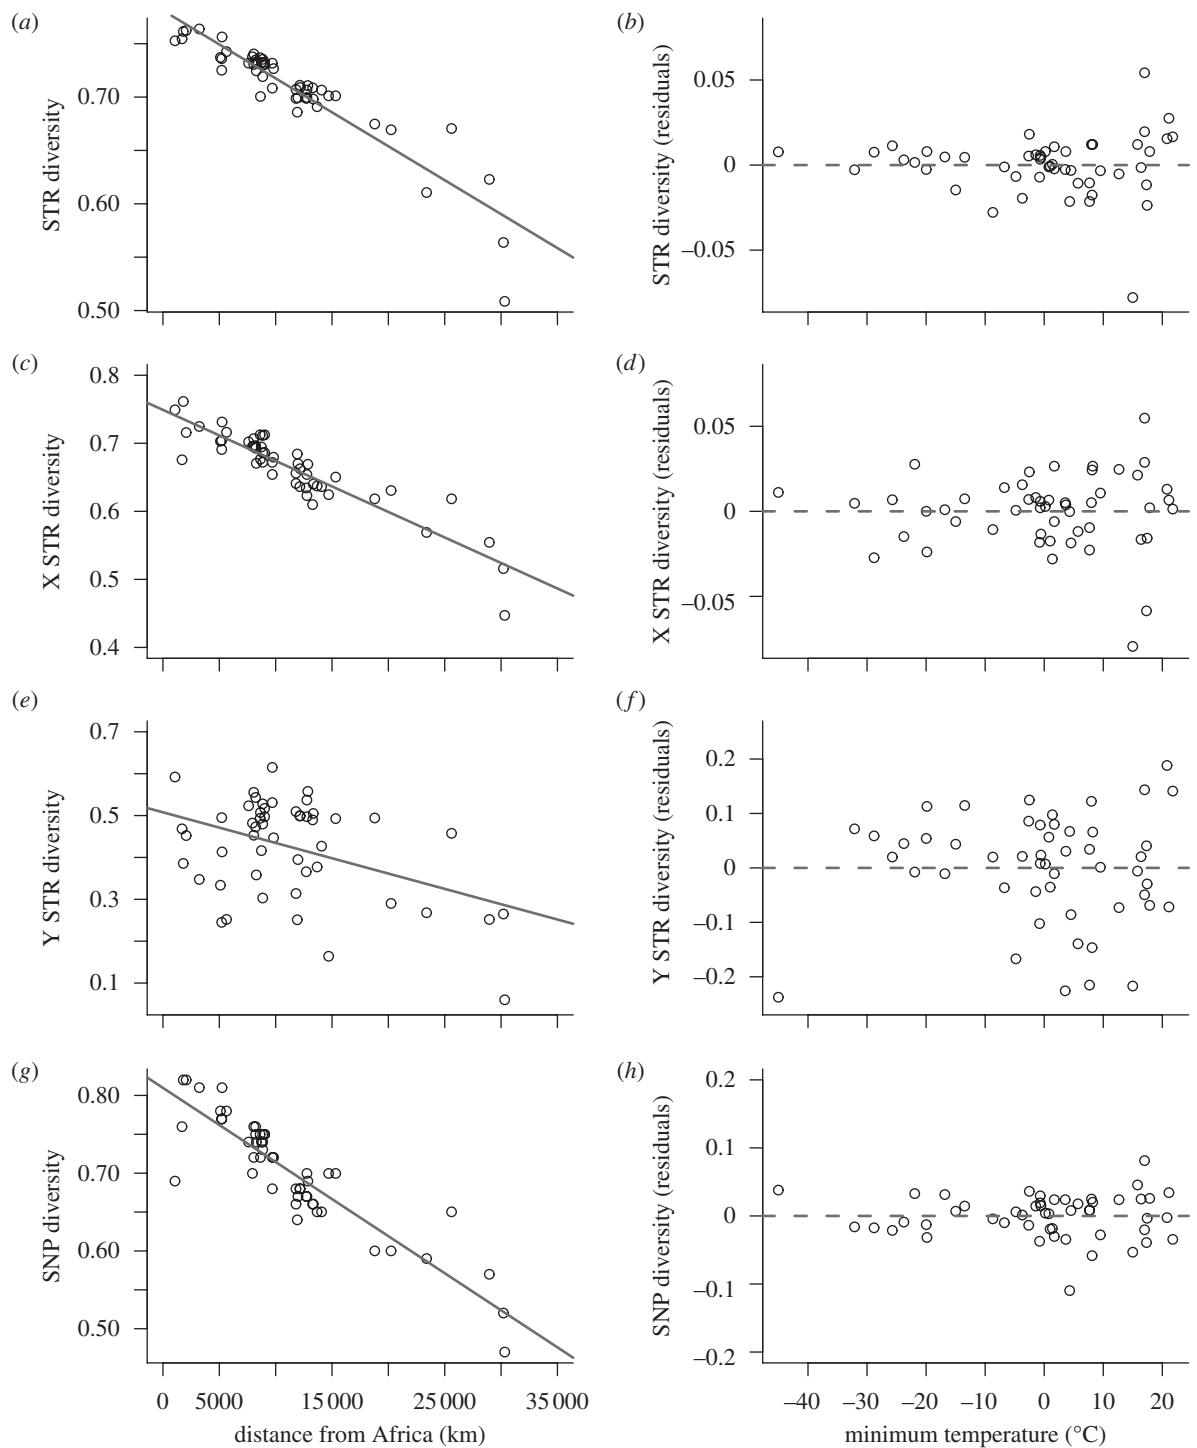 (a)
0.70
0.60
0.50
STR diversity
(b)
0.05
0
–0.05
STR diversity (residuals)
(c)
0.8
0.7
0.6
0.5
0.4
X STR diversity
(d)
0.05
0
–0.05
X STR diversity (residuals)
(e)
0.7
0.5
0.3
0.1
Y STR diversity
(f)
0.2
0.1
0
–0.1
–0.2
Y STR diversity (residuals)
(g)
0.80
0.70
0.60
0.50
SNP diversity
0 5000 15 000 25 000 35 000
distance from Africa (km)
(h)
0.2
0.1
0
–0.1
–0.2
SNP diversity (residuals)
–40 –30 –20 –10 0 10 20
minimum temperature (°C)